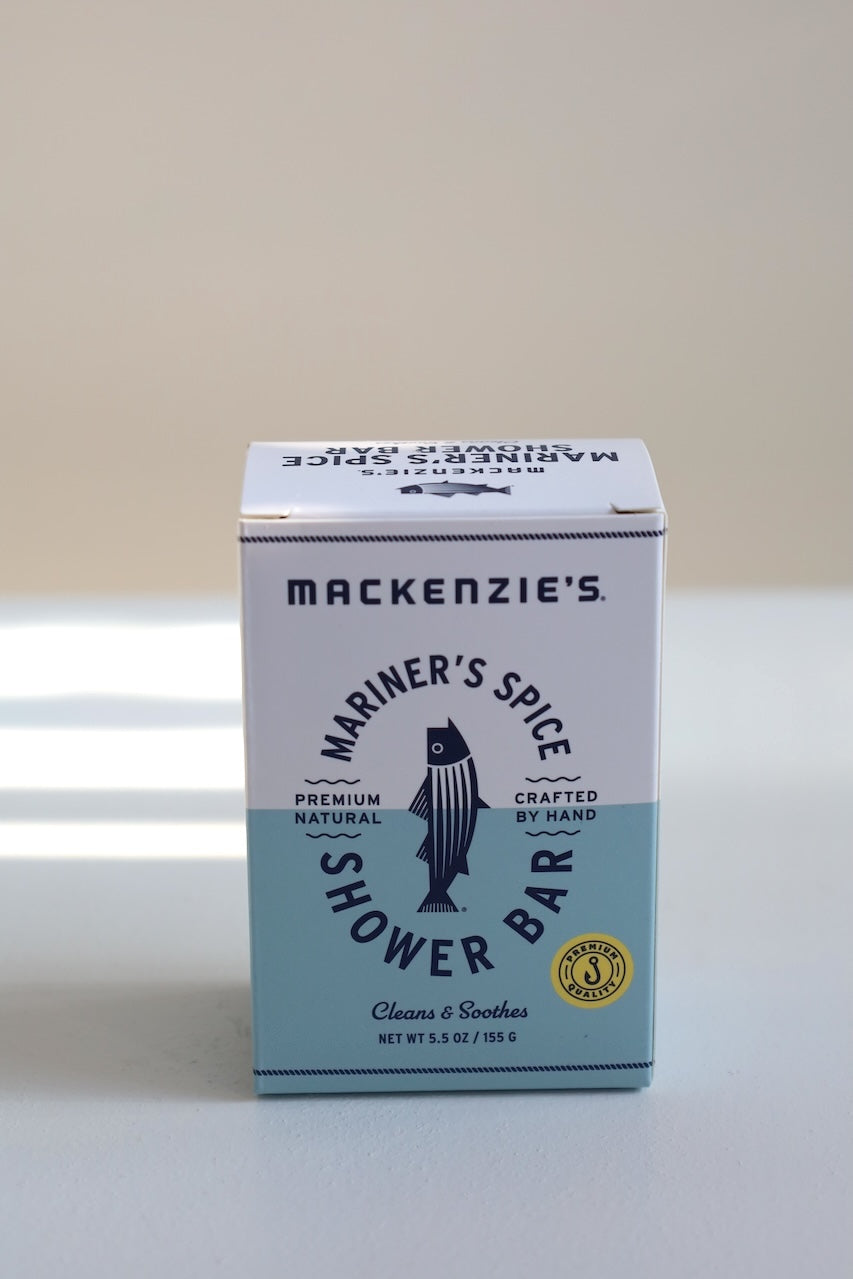 MACKENZIE'S
MARINER'S SPICE
SHOWER BAR
MACKENZIE'S.
MARINER'S SPICE
PREMIUM
NATURAL
CRAFTED
BY HAND
SHOWER BAR
PREMIUM
QUALITY
Cleans & Soothes
NET WT 5.5 OZ / 155 G